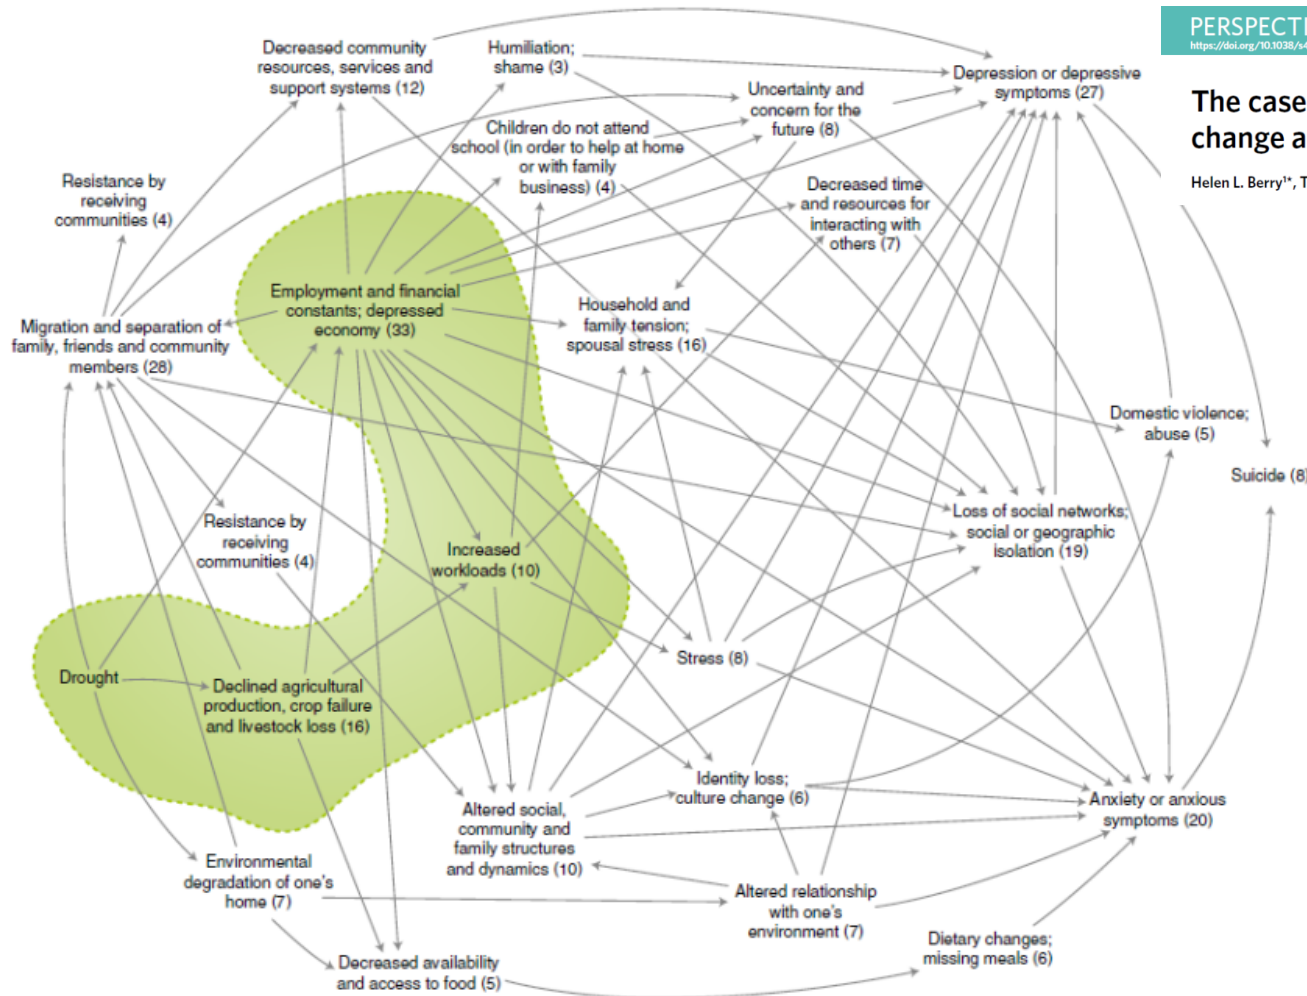 PERSPECTI
https://doi.org/10.1038/s4
The case
change a
Helen L. Berry¹*, T
Decreased community
resources, services and
support systems (12)
Humiliation;
shame (3)
Depression or depressive
symptoms (27)
Uncertainty and
concern for the
future (8)
Children do not attend
school (in order to help at home
or with family
business) (4)
Resistance by
receiving
communities (4)
Decreased time
and resources for
interacting with
others (7)
Employment and financial
constants; depressed
economy (33)
Household and
family tension;
spousal stress (16)
Migration and separation of
family, friends and community
members (28)
Domestic violence;
abuse (5)
Suicide (8)
Resistance by
receiving
communities (4)
Increased
workloads (10)
Loss of social networks;
social or geographic
isolation (19)
Stress (8)
Drought
Declined agricultural
production, crop failure
and livestock loss (16)
Identity loss;
culture change (6)
Altered social,
community and
family structures
and dynamics (10)
Anxiety or anxious
symptoms (20)
Environmental
degradation of one's
home (7)
Altered relationship
with one's
environment (7)
Dietary changes;
missing meals (6)
Decreased availability
and access to food (5)